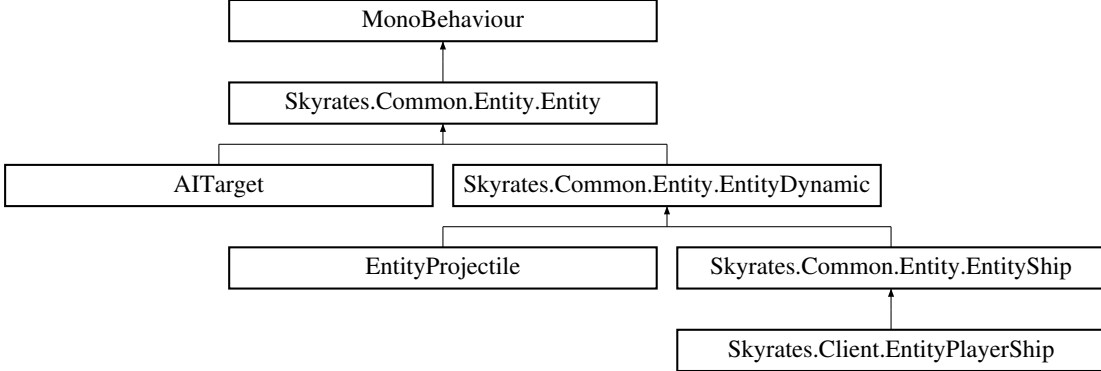 MonoBehaviour
Skyrates.Common.Entity.Entity
AITarget
Skyrates.Common.Entity.EntityDynamic
EntityProjectile
Skyrates.Common.Entity.EntityShip
Skyrates.Client.EntityPlayerShip